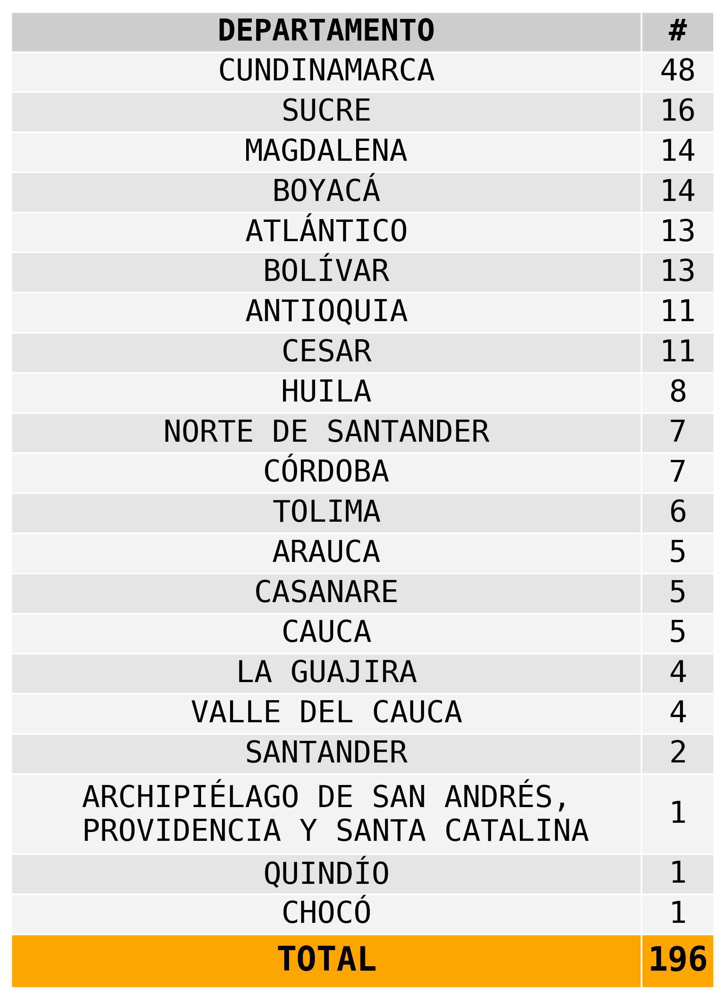 DEPARTAMENTO #
CUNDINAMARCA 48
SUCRE 16
MAGDALENA 14
BOYACÁ 14
ATLÁNTICO 13
BOLÍVAR 13
ANTIOQUIA 11
CESAR 11
HUILA 8
NORTE DE SANTANDER 7
CÓRDOBA 7
TOLIMA 6
ARAUCA 5
CASANARE 5
CAUCA 5
LA GUAJIRA 4
VALLE DEL CAUCA 4
SANTANDER 2
ARCHIPIÉLAGO DE SAN ANDRÉS,
PROVIDENCIA Y SANTA CATALINA 1
QUINDÍO 1
CHOCÓ 1
TOTAL 196